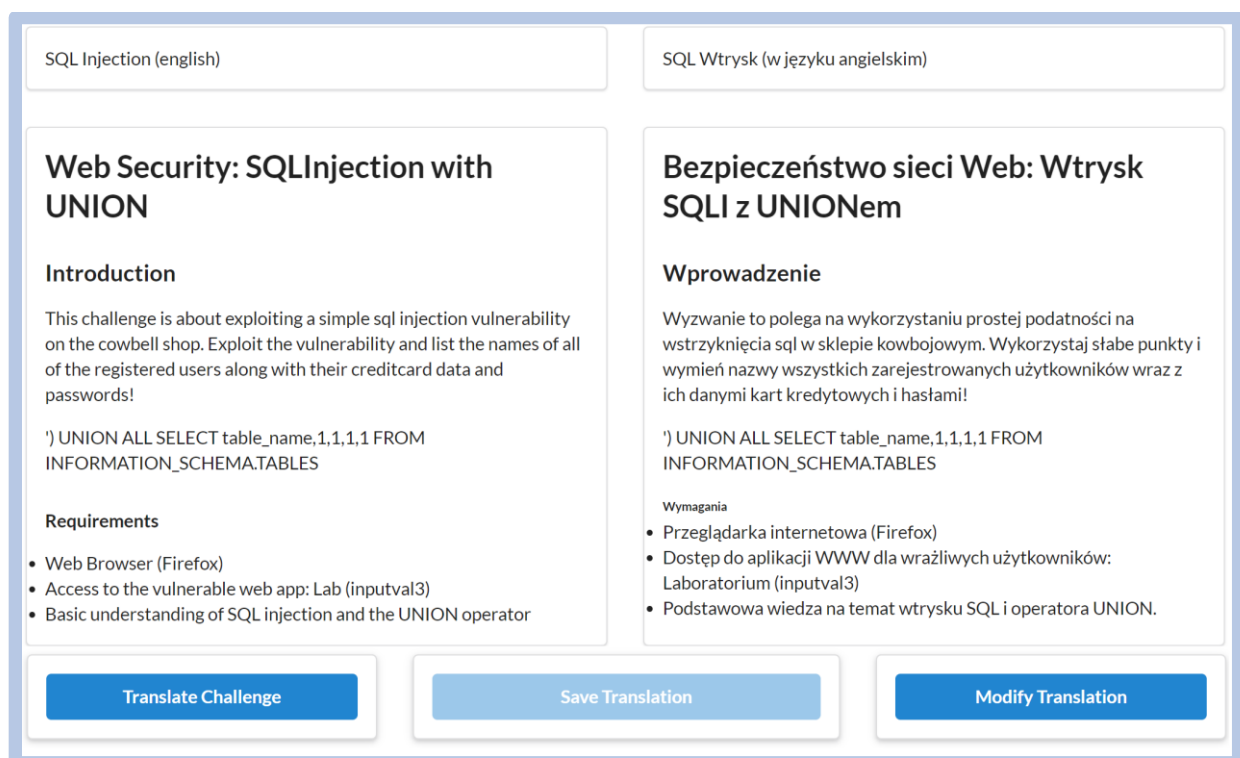 SQL Injection (english)
SQL Wtrysk (w języku angielskim)
Web Security: SQLInjection with
UNION
Introduction
This challenge is about exploiting a simple sql injection vulnerability
on the cowbell shop. Exploit the vulnerability and list the names of all
of the registered users along with their creditcard data and
passwords!
') UNION ALL SELECT table_name,1,1,1,1 FROM
INFORMATION_SCHEMA.TABLES
Requirements
• Web Browser (Firefox)
• Access to the vulnerable web app: Lab (inputval3)
• Basic understanding of SQL injection and the UNION operator
Bezpieczeństwo sieci Web: Wtrysk
SQLI z UNIONem
Wprowadzenie
Wyzwanie to polega na wykorzystaniu prostej podatności na
wstrzyknięcia sql w sklepie kowbojowym. Wykorzystaj słabe punkty i
wymień nazwy wszystkich zarejestrowanych użytkowników wraz z
ich danymi kart kredytowych i hasłami!
') UNION ALL SELECT table_name,1,1,1,1 FROM
INFORMATION_SCHEMA.TABLES
Wymagania
• Przeglądarka internetowa (Firefox)
• Dostęp do aplikacji WWW dla wrażliwych użytkowników:
Laboratorium (inputval3)
• Podstawowa wiedza na temat wtrysku SQL i operatora UNION.
Translate Challenge
Save Translation
Modify Translation